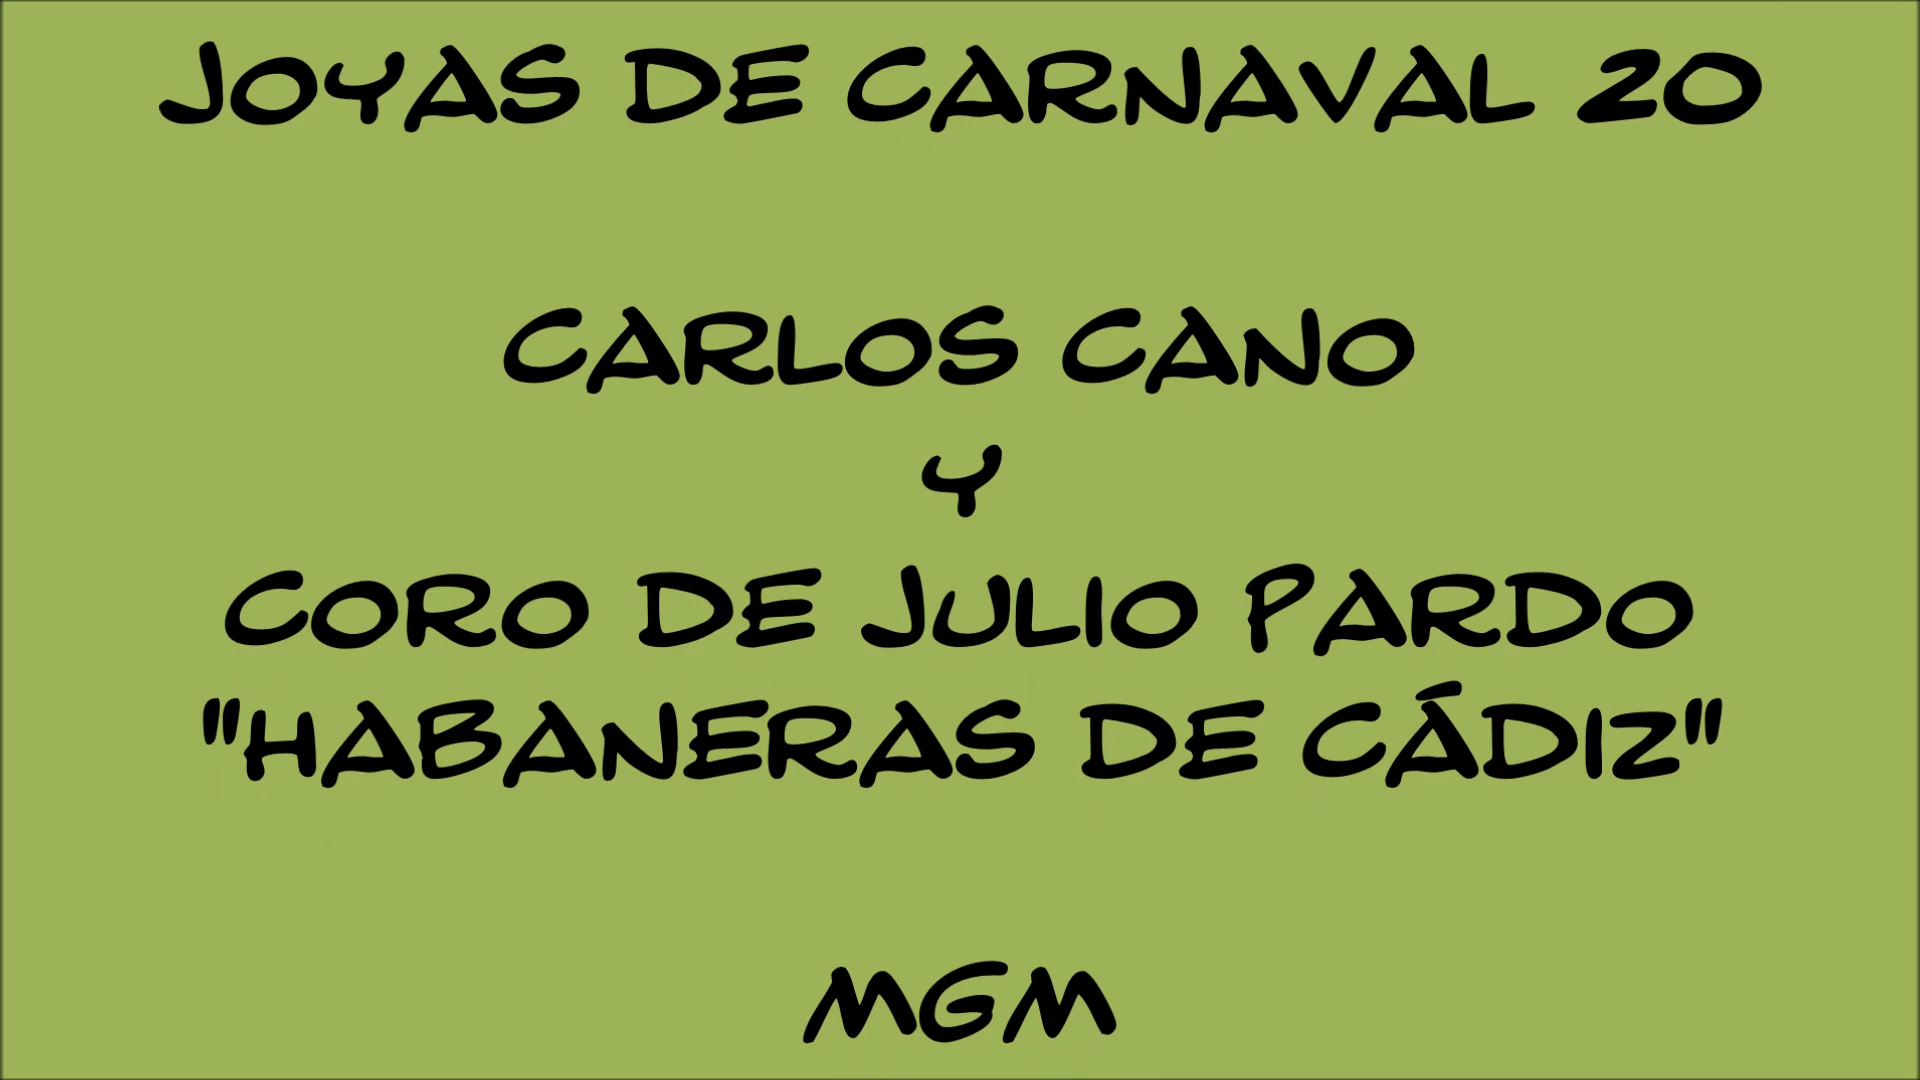 JOYAS DE CARNAVAL 20
CARLOS CANO
Y
CORO DE JULIO PARDO
"HABANERAS DE CÁDIZ"
MGM